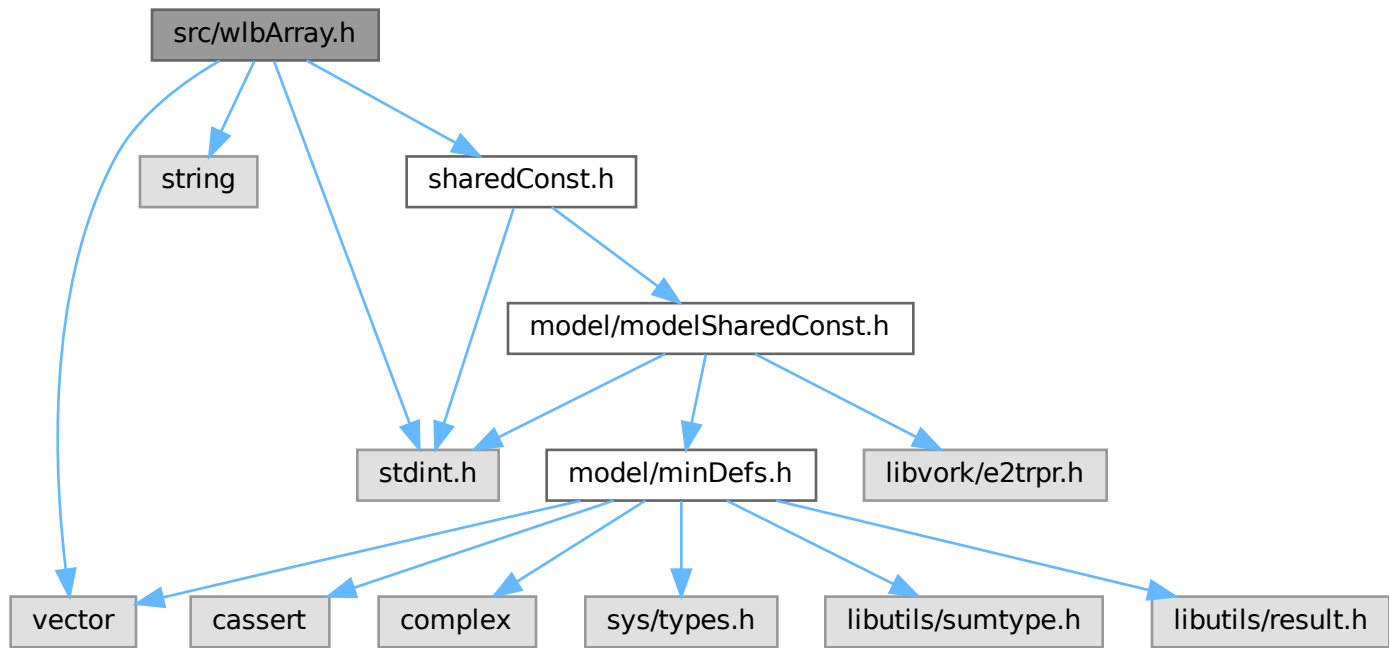 src/wlbArray.h
string
sharedConst.h
model/modelSharedConst.h
stdint.h
model/minDefs.h
libvork/e2trpr.h
vector
cassert
complex
sys/types.h
libutils/sumtype.h
libutils/result.h